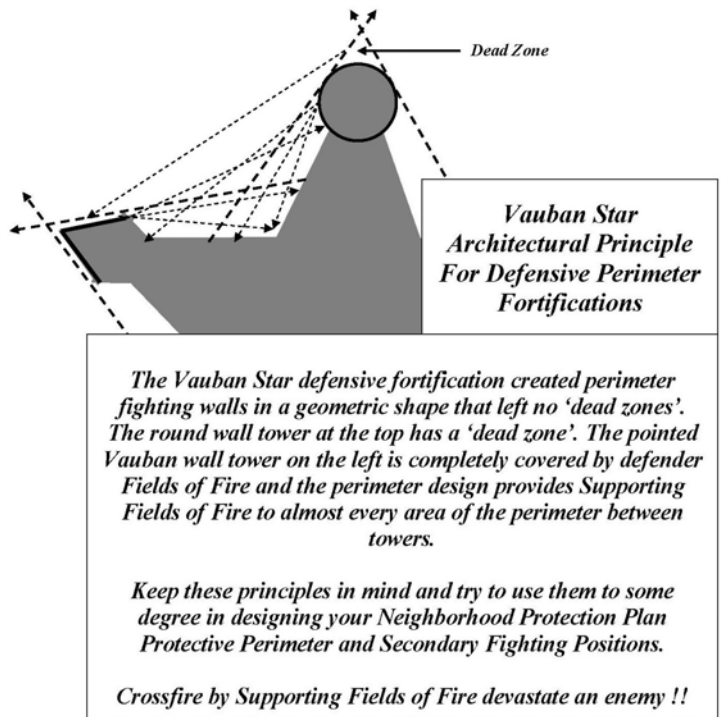 Dead Zone
Vauban Star
Architectural Principle
For Defensive Perimeter
Fortifications
The Vauban Star defensive fortification created perimeter
fighting walls in a geometric shape that left no ‘dead zones’.
The round wall tower at the top has a ‘dead zone’. The pointed
Vauban wall tower on the left is completely covered by defender
Fields of Fire and the perimeter design provides Supporting
Fields of Fire to almost every area of the perimeter between
towers.
Keep these principles in mind and try to use them to some
degree in designing your Neighborhood Protection Plan
Protective Perimeter and Secondary Fighting Positions.
Crossfire by Supporting Fields of Fire devastate an enemy !!